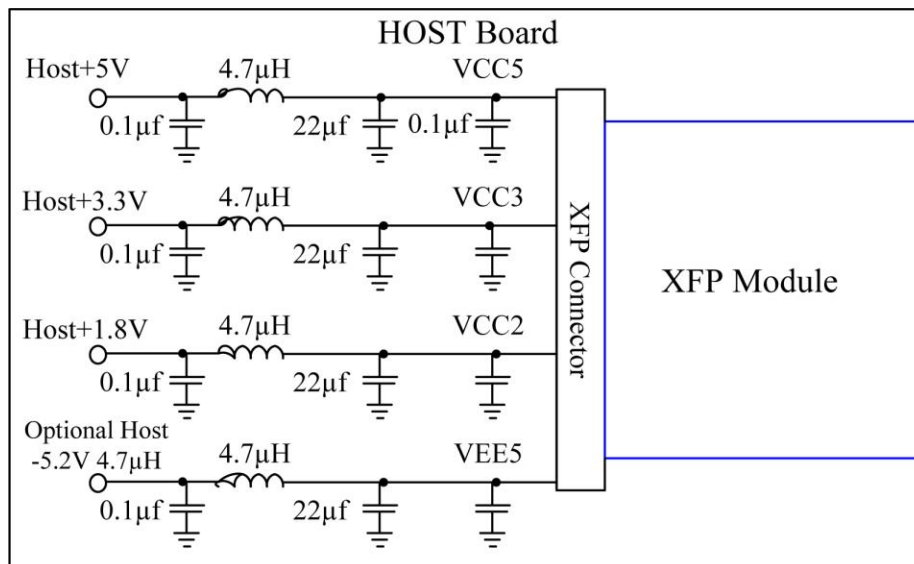 HOST Board
Host+5V
4.7µH
VCC5
0.1µf
22µf
0.1µf
Host+3.3V
4.7µH
VCC3
0.1µf
22µf
Host+1.8V
4.7µH
VCC2
0.1µf
22µf
Optional Host
-5.2V 4.7µH
4.7µH
VEE5
0.1µf
22µf
XFP Connector
XFP Module